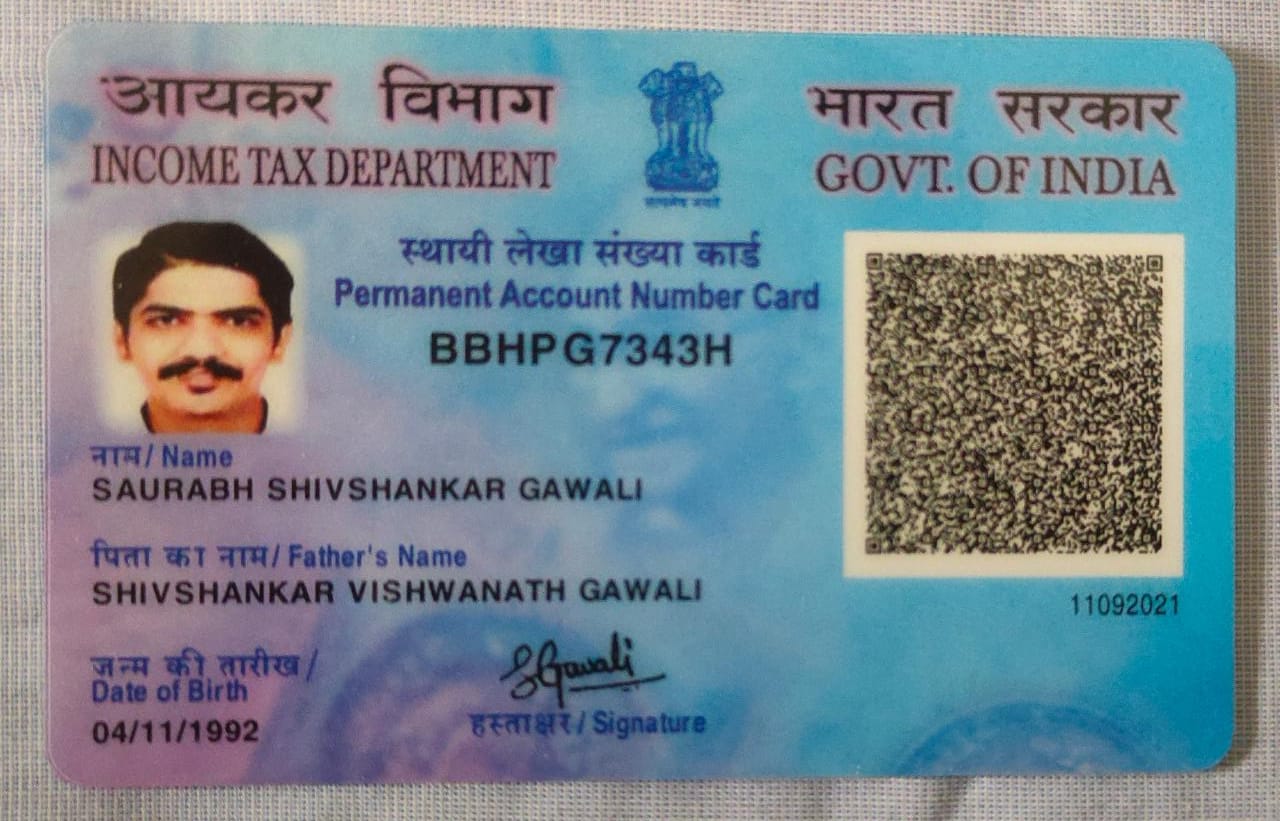 आयकर विभाग
INCOME TAX DEPARTMENT
सत्यमेव जयते
भारत सरकार
GOVT. OF INDIA
स्थायी लेखा संख्या कार्ड
Permanent Account Number Card
BBHPG7343H
नाम/ Name
SAURABH SHIVSHANKAR GAWALI
पिता का नाम/ Father's Name
SHIVSHANKAR VISHWANATH GAWALI
11092021
जन्म की तारीख/
Date of Birth
04/11/1992
SGawali
हस्ताक्षर/ Signature